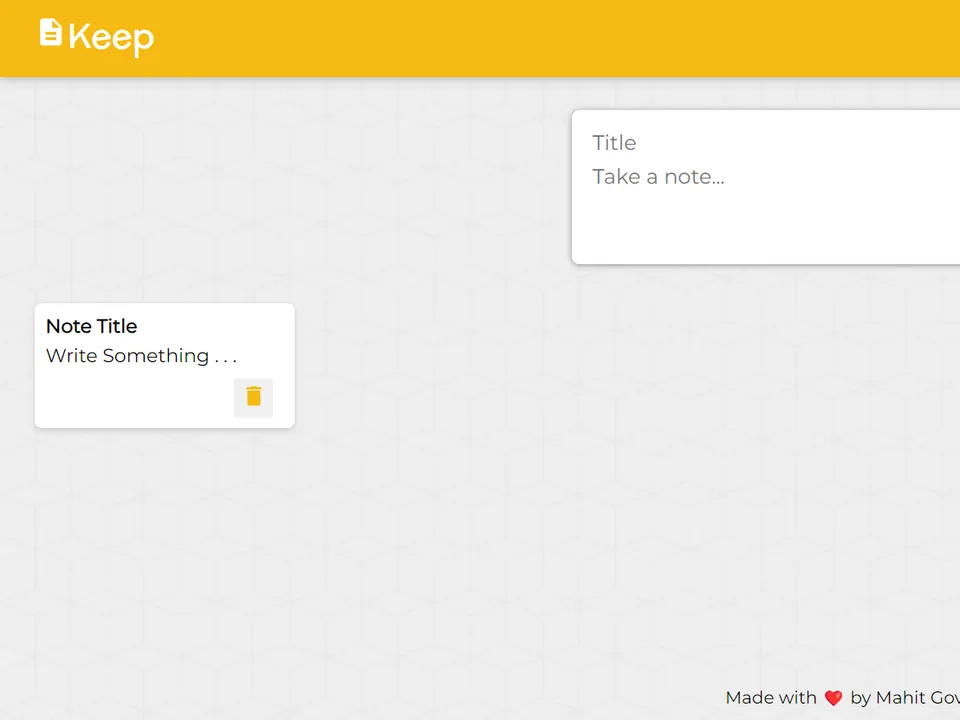 Keep
Title
Take a note...
Note Title
Write Something . . .
Made with ❤️ by Mahit